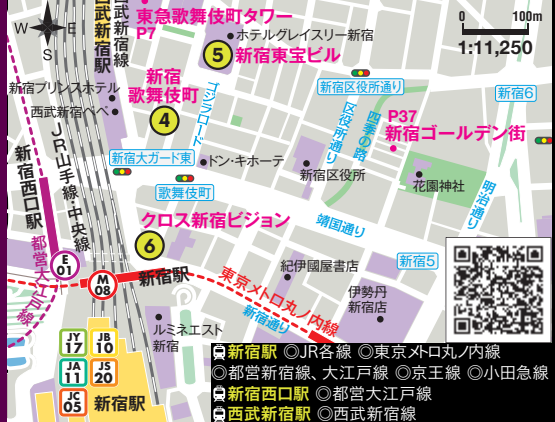 東急歌舞伎町タワー
P7
W
E
S
0 100m
1:11,250
西武新宿駅
西武新宿線
ホテルグレイスリー新宿
5
新宿東宝ビル
新宿プリンスホテル
西武新宿ペペ
新宿
歌舞伎町
4
ゴジラロード
新宿区役所通り
区役所通り
四季の路
P37
新宿ゴールデン街
新宿6
新宿大ガード東
ドン・キホーテ
新宿区役所
花園神社
歌舞伎町
JR山手線・中央線
新宿西口駅
都営大江戸線
クロス新宿ビジョン
6
靖国通り
明治通り
新宿5
E
01
M
08
新宿駅
東京メトロ丸ノ内線
新宿通り
紀伊國屋書店
伊勢丹
新宿店
ルミネエスト
新宿
JY
17
JB
10
JA
11
JS
20
JC
05
新宿駅
新宿駅 ◎JR各線 ◎東京メトロ丸ノ内線
◎都営新宿線、大江戸線 ◎京王線 ◎小田急線
新宿西口駅 ◎都営大江戸線
西武新宿駅 ◎西武新宿線